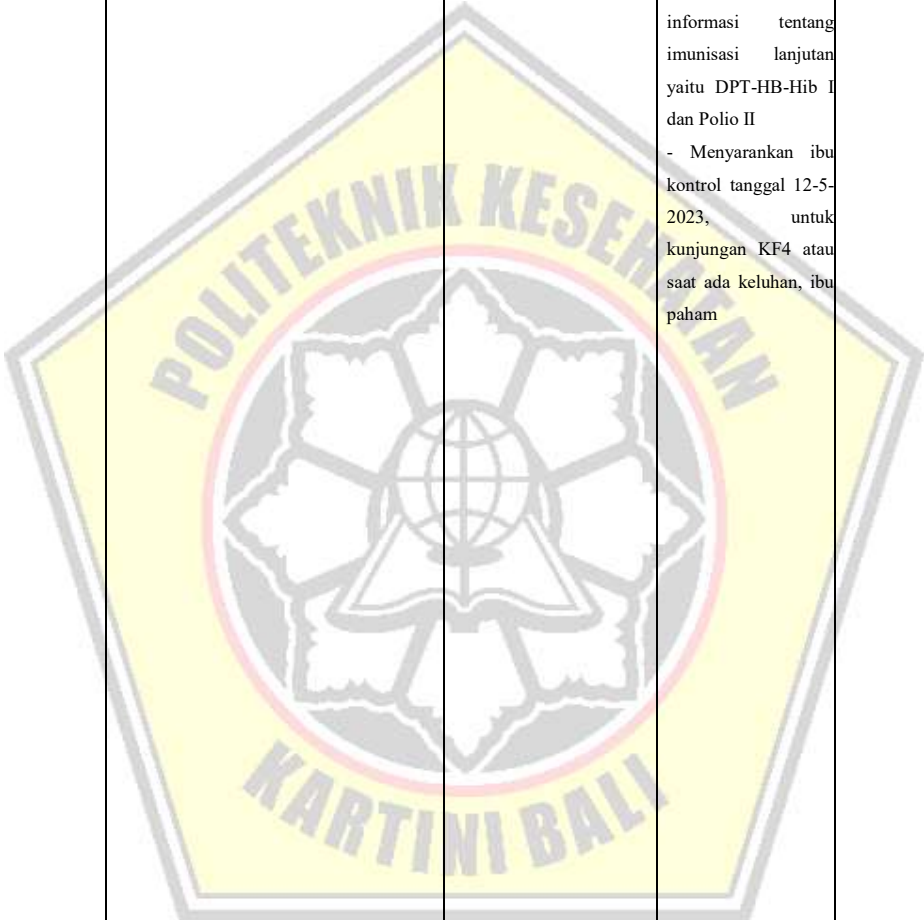 informasi tentang
imunisasi lanjutan
yaitu DPT-HB-Hib I
dan Polio II
- Menyarankan ibu
kontrol tanggal 12-5-
2023, untuk
kunjungan KF4 atau
saat ada keluhan, ibu
paham
POLITEKNIK KESEHATAN
KARTINI BALI